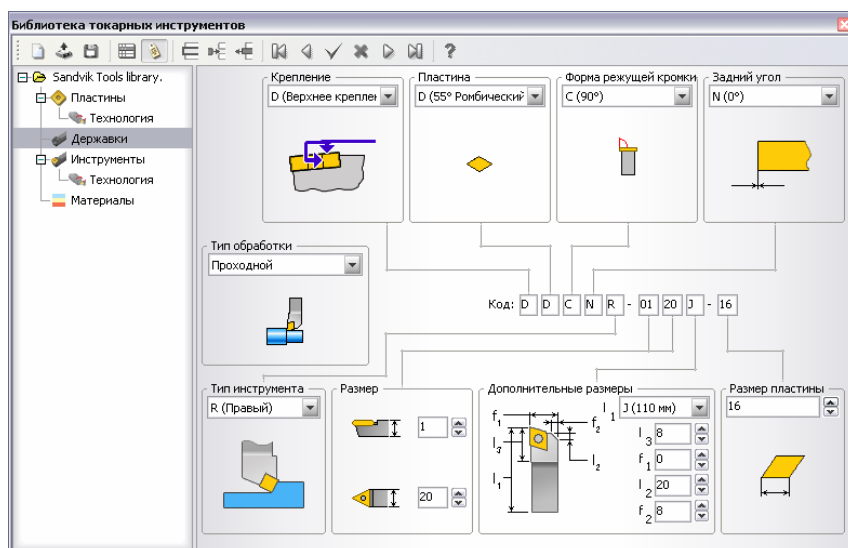 Библиотека токарных инструментов
Sandvik Tools library.
Пластины
Технология
Державки
Инструменты
Технология
Материалы
Крепление
D (Верхнее креплен
Пластина
D (55° Ромбический
Форма режущей кромки
C (90°)
Задний угол
N (0°)
Тип обработки
Проходной
Код: D D C N R - 01 20 J - 16
Тип инструмента
R (Правый)
Размер
1
20
Дополнительные размеры
l1 J (110 мм)
l3 8
f1 0
l2 20
f2 8
f1
f2
l3
l2
l1
Размер пластины
16